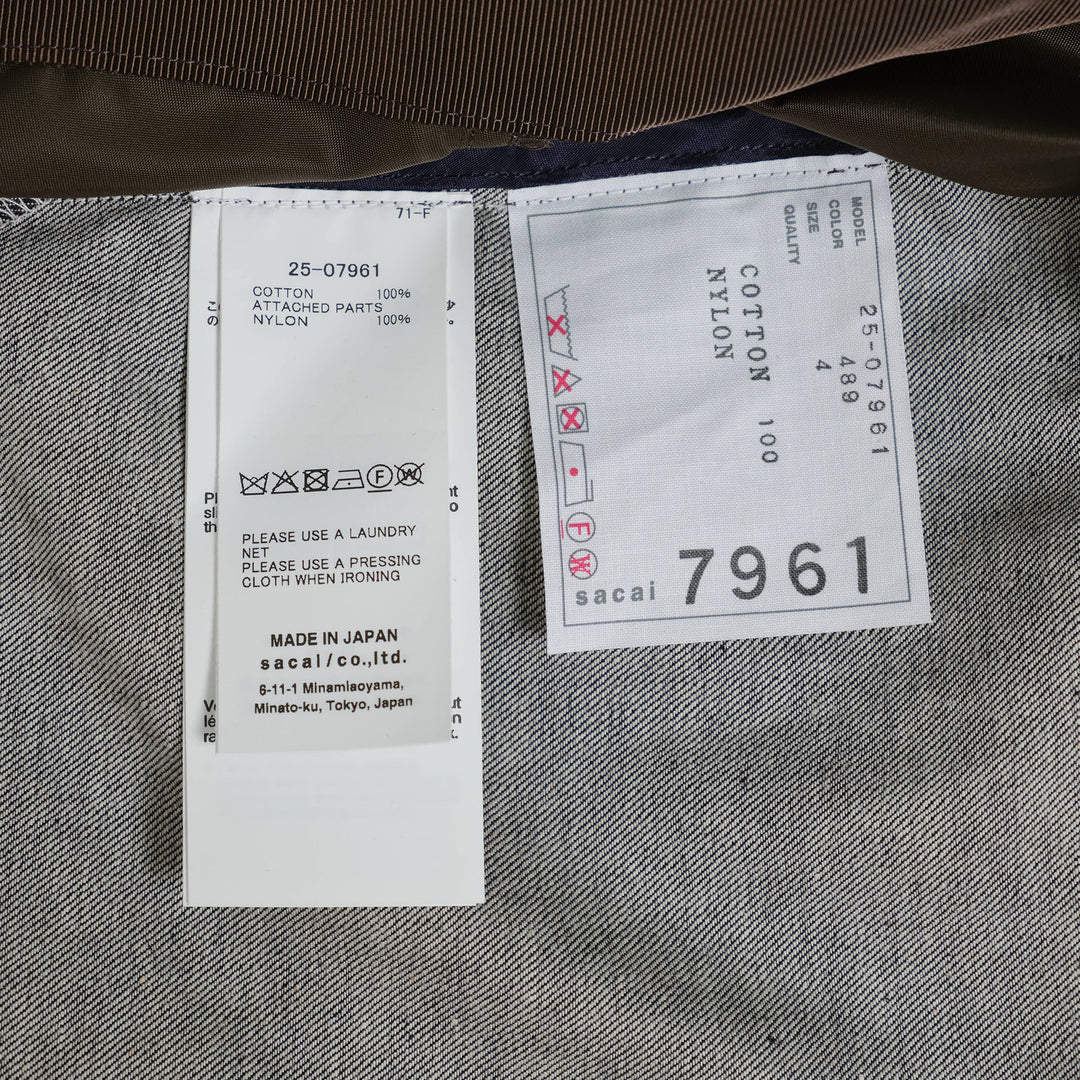 71-F
25-07961
COTTON 100%
ATTACHED PARTS
NYLON 100%
PLEASE USE A LAUNDRY
NET
PLEASE USE A PRESSING
CLOTH WHEN IRONING
MADE IN JAPAN
sacai/co.,ltd.
6-11-1 Minamiaoyama,
Minato-ku, Tokyo, Japan
MODEL 25-07961
COLOR 489
SIZE 4
QUALITY
COTTON 100
NYLON
sacai 7961